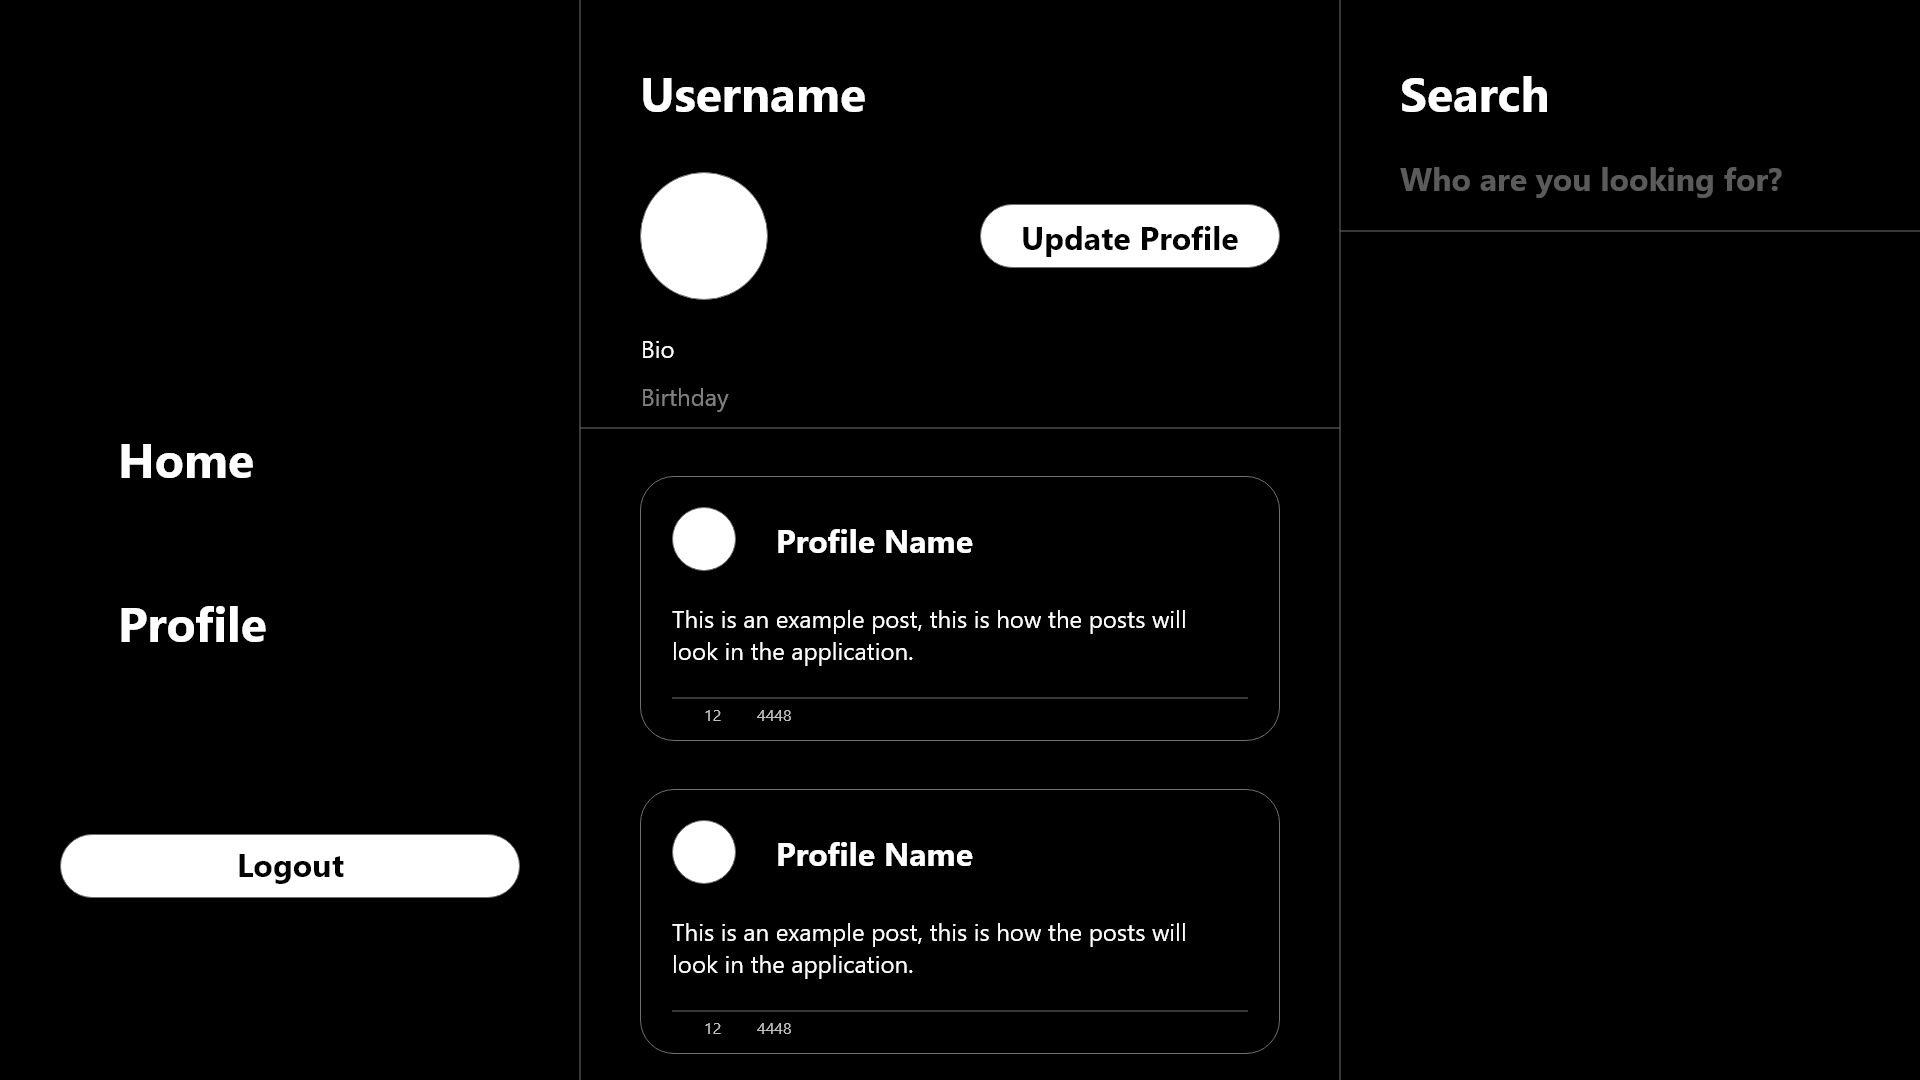 Home
Profile
Logout
Username
Update Profile
Bio
Birthday
Profile Name
This is an example post, this is how the posts will
look in the application.
12 4448
Profile Name
This is an example post, this is how the posts will
look in the application.
12 4448
Search
Who are you looking for?